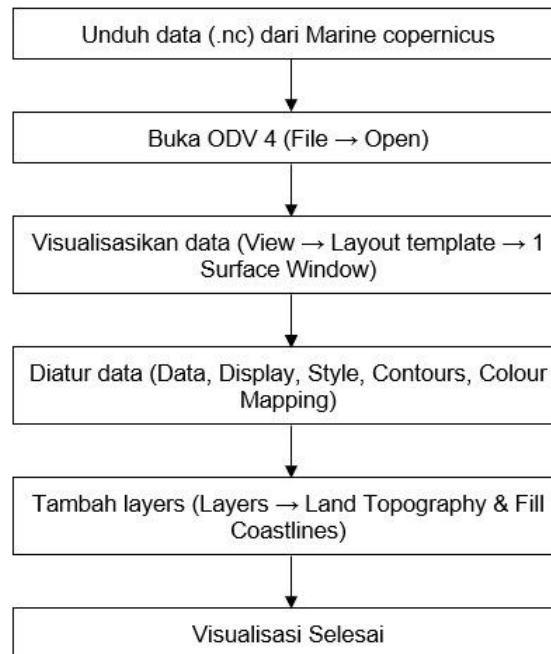 Unduh data (.nc) dari Marine copernicus
Buka ODV 4 (File → Open)
Visualisasikan data (View → Layout template → 1
Surface Window)
Diatur data (Data, Display, Style, Contours, Colour
Mapping)
Tambah layers (Layers → Land Topography & Fill
Coastlines)
Visualisasi Selesai